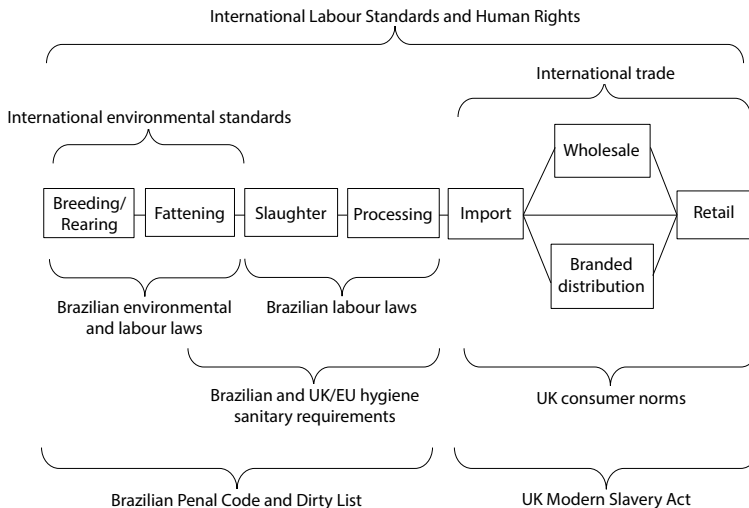 International Labour Standards and Human Rights
International trade
International environmental standards
Wholesale
Breeding/
Rearing
Fattening
Slaughter
Processing
Import
Retail
Branded
distribution
Brazilian environmental
and labour laws
Brazilian labour laws
Brazilian and UK/EU hygiene
sanitary requirements
UK consumer norms
Brazilian Penal Code and Dirty List
UK Modern Slavery Act